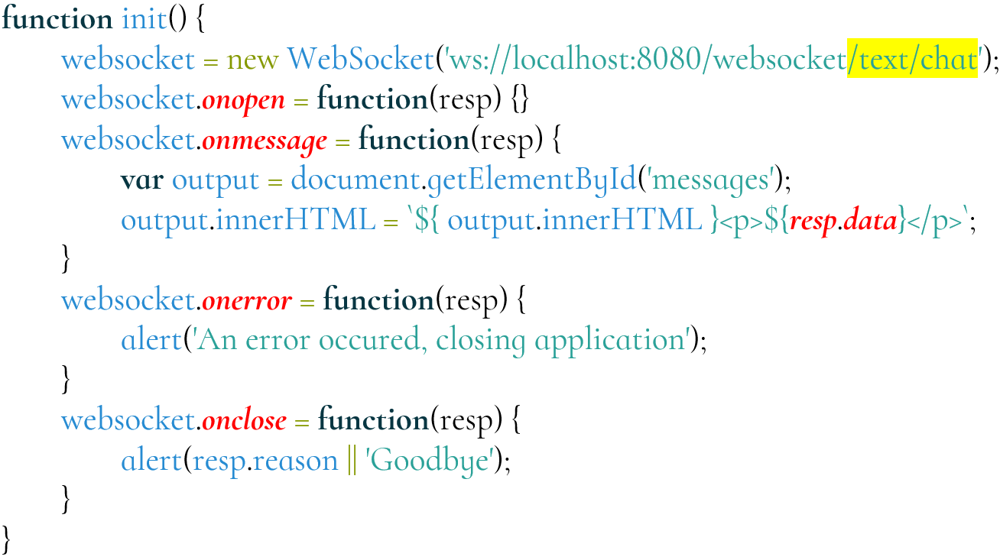 function init() {
websocket = new WebSocket('ws://localhost:8080/websocket/text/chat');
websocket.onopen = function(resp) {}
websocket.onmessage = function(resp) {
var output = document.getElementById('messages');
output.innerHTML = `${ output.innerHTML }<p>${resp.data}</p>`;
}
websocket.onerror = function(resp) {
alert('An error occured, closing application');
}
websocket.onclose = function(resp) {
alert(resp.reason || 'Goodbye');
}
}